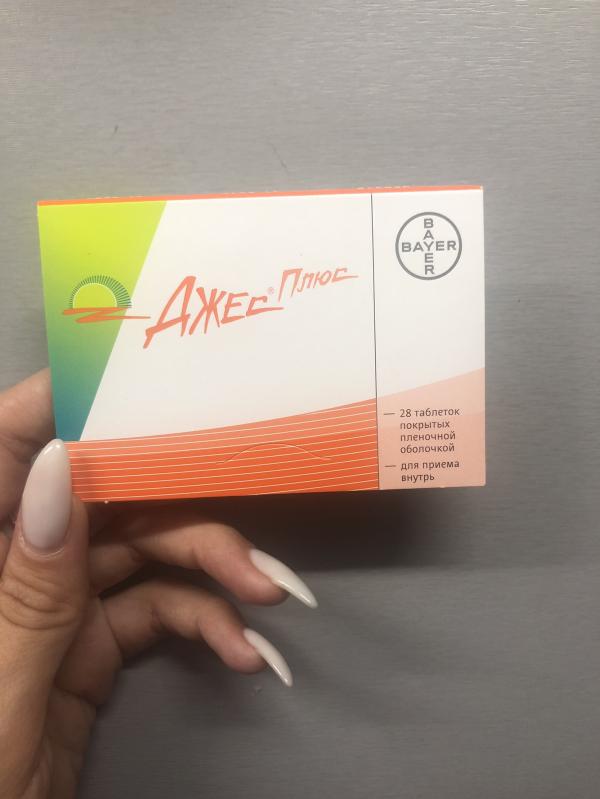 ДЖЕС® Плюс
BAYER
BAYER
— 28 таблеток
покрытых
пленочной
оболочкой
— для приема
внутрь